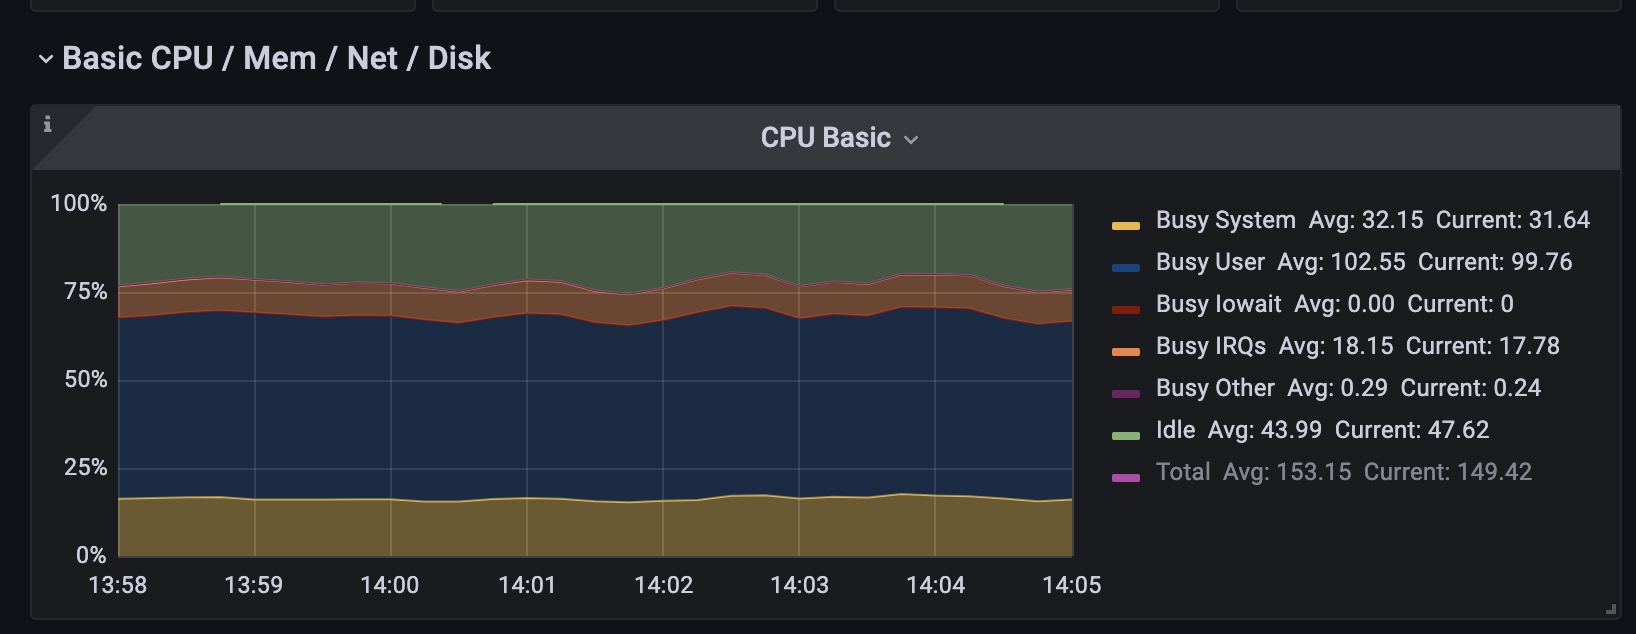 Basic CPU / Mem / Net / Disk
i
CPU Basic
100%
75%
50%
25%
0%
13:58 13:59 14:00 14:01 14:02 14:03 14:04 14:05
Busy System Avg: 32.15 Current: 31.64
Busy User Avg: 102.55 Current: 99.76
Busy Iowait Avg: 0.00 Current: 0
Busy IRQs Avg: 18.15 Current: 17.78
Busy Other Avg: 0.29 Current: 0.24
Idle Avg: 43.99 Current: 47.62
Total Avg: 153.15 Current: 149.42